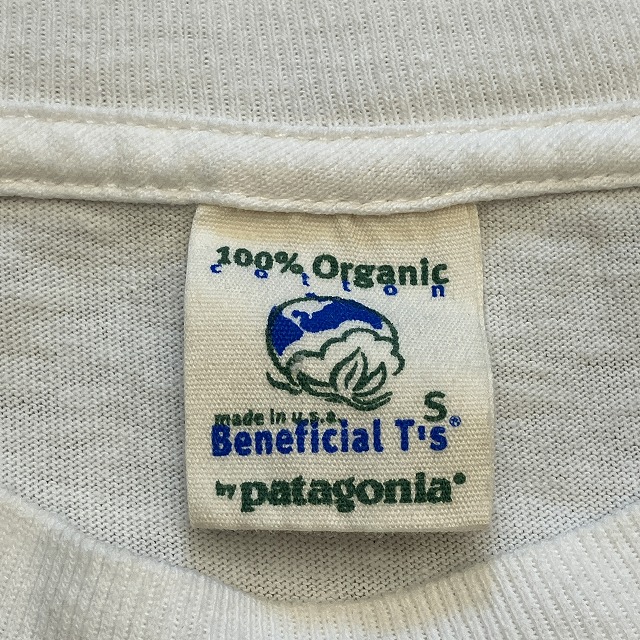 100% Organic
cotton
S
made in u.s.a
Beneficial T's®
by patagonia®